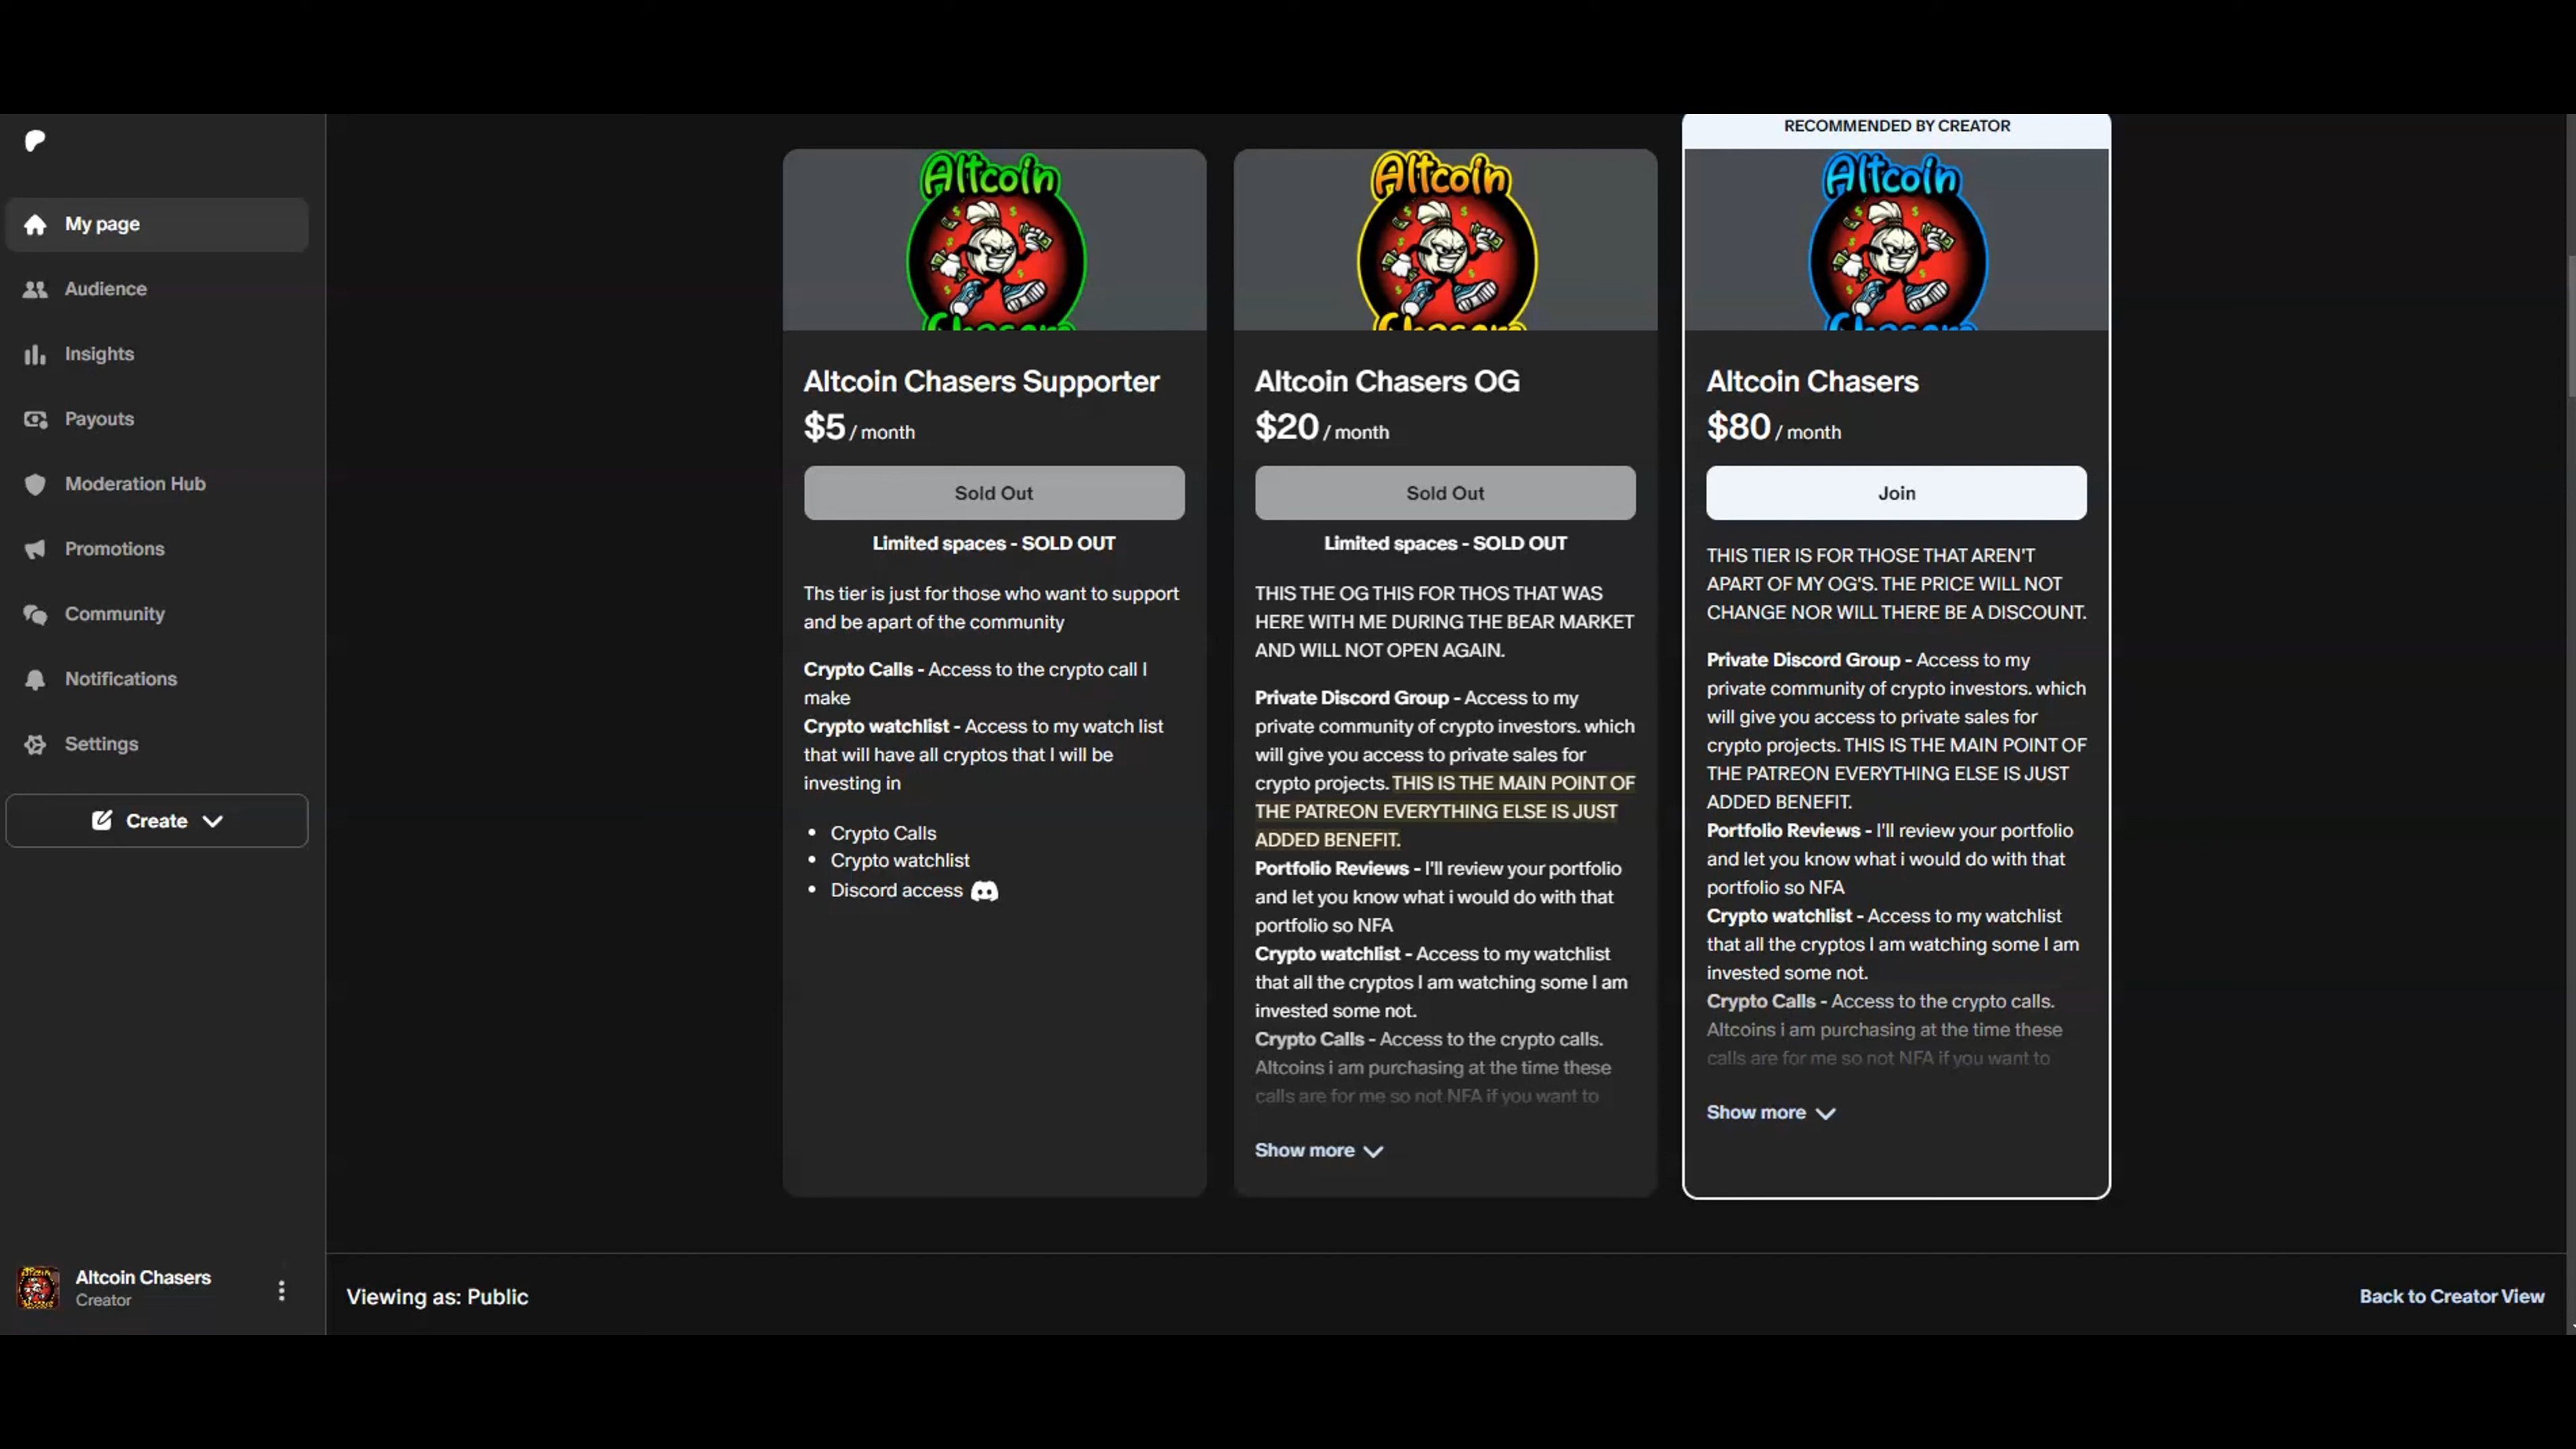 My page
Audience
Insights
Payouts
Moderation Hub
Promotions
Community
Notifications
Settings
Create
Altcoin Chasers
Creator
Altcoin
Chasers
Altcoin Chasers Supporter
$5 / month
Sold Out
Limited spaces - SOLD OUT
Ths tier is just for those who want to support
and be apart of the community
Crypto Calls - Access to the crypto call I
make
Crypto watchlist - Access to my watch list
that will have all cryptos that I will be
investing in
• Crypto Calls
• Crypto watchlist
• Discord access
Altcoin
Chasers
Altcoin Chasers OG
$20 / month
Sold Out
Limited spaces - SOLD OUT
THIS THE OG THIS FOR THOS THAT WAS
HERE WITH ME DURING THE BEAR MARKET
AND WILL NOT OPEN AGAIN.
Private Discord Group - Access to my
private community of crypto investors. which
will give you access to private sales for
crypto projects. THIS IS THE MAIN POINT OF
THE PATREON EVERYTHING ELSE IS JUST
ADDED BENEFIT.
Portfolio Reviews - I'll review your portfolio
and let you know what i would do with that
portfolio so NFA
Crypto watchlist - Access to my watchlist
that all the cryptos I am watching some I am
invested some not.
Crypto Calls - Access to the crypto calls.
Altcoins i am purchasing at the time these
calls are for me so not NFA if you want to
Show more
RECOMMENDED BY CREATOR
Altcoin
Chasers
Altcoin Chasers
$80 / month
Join
THIS TIER IS FOR THOSE THAT AREN'T
APART OF MY OG'S. THE PRICE WILL NOT
CHANGE NOR WILL THERE BE A DISCOUNT.
Private Discord Group - Access to my
private community of crypto investors. which
will give you access to private sales for
crypto projects. THIS IS THE MAIN POINT OF
THE PATREON EVERYTHING ELSE IS JUST
ADDED BENEFIT.
Portfolio Reviews - I'll review your portfolio
and let you know what i would do with that
portfolio so NFA
Crypto watchlist - Access to my watchlist
that all the cryptos I am watching some I am
invested some not.
Crypto Calls - Access to the crypto calls.
Altcoins i am purchasing at the time these
calls are for me so not NFA if you want to
Show more
Viewing as: Public
Back to Creator View